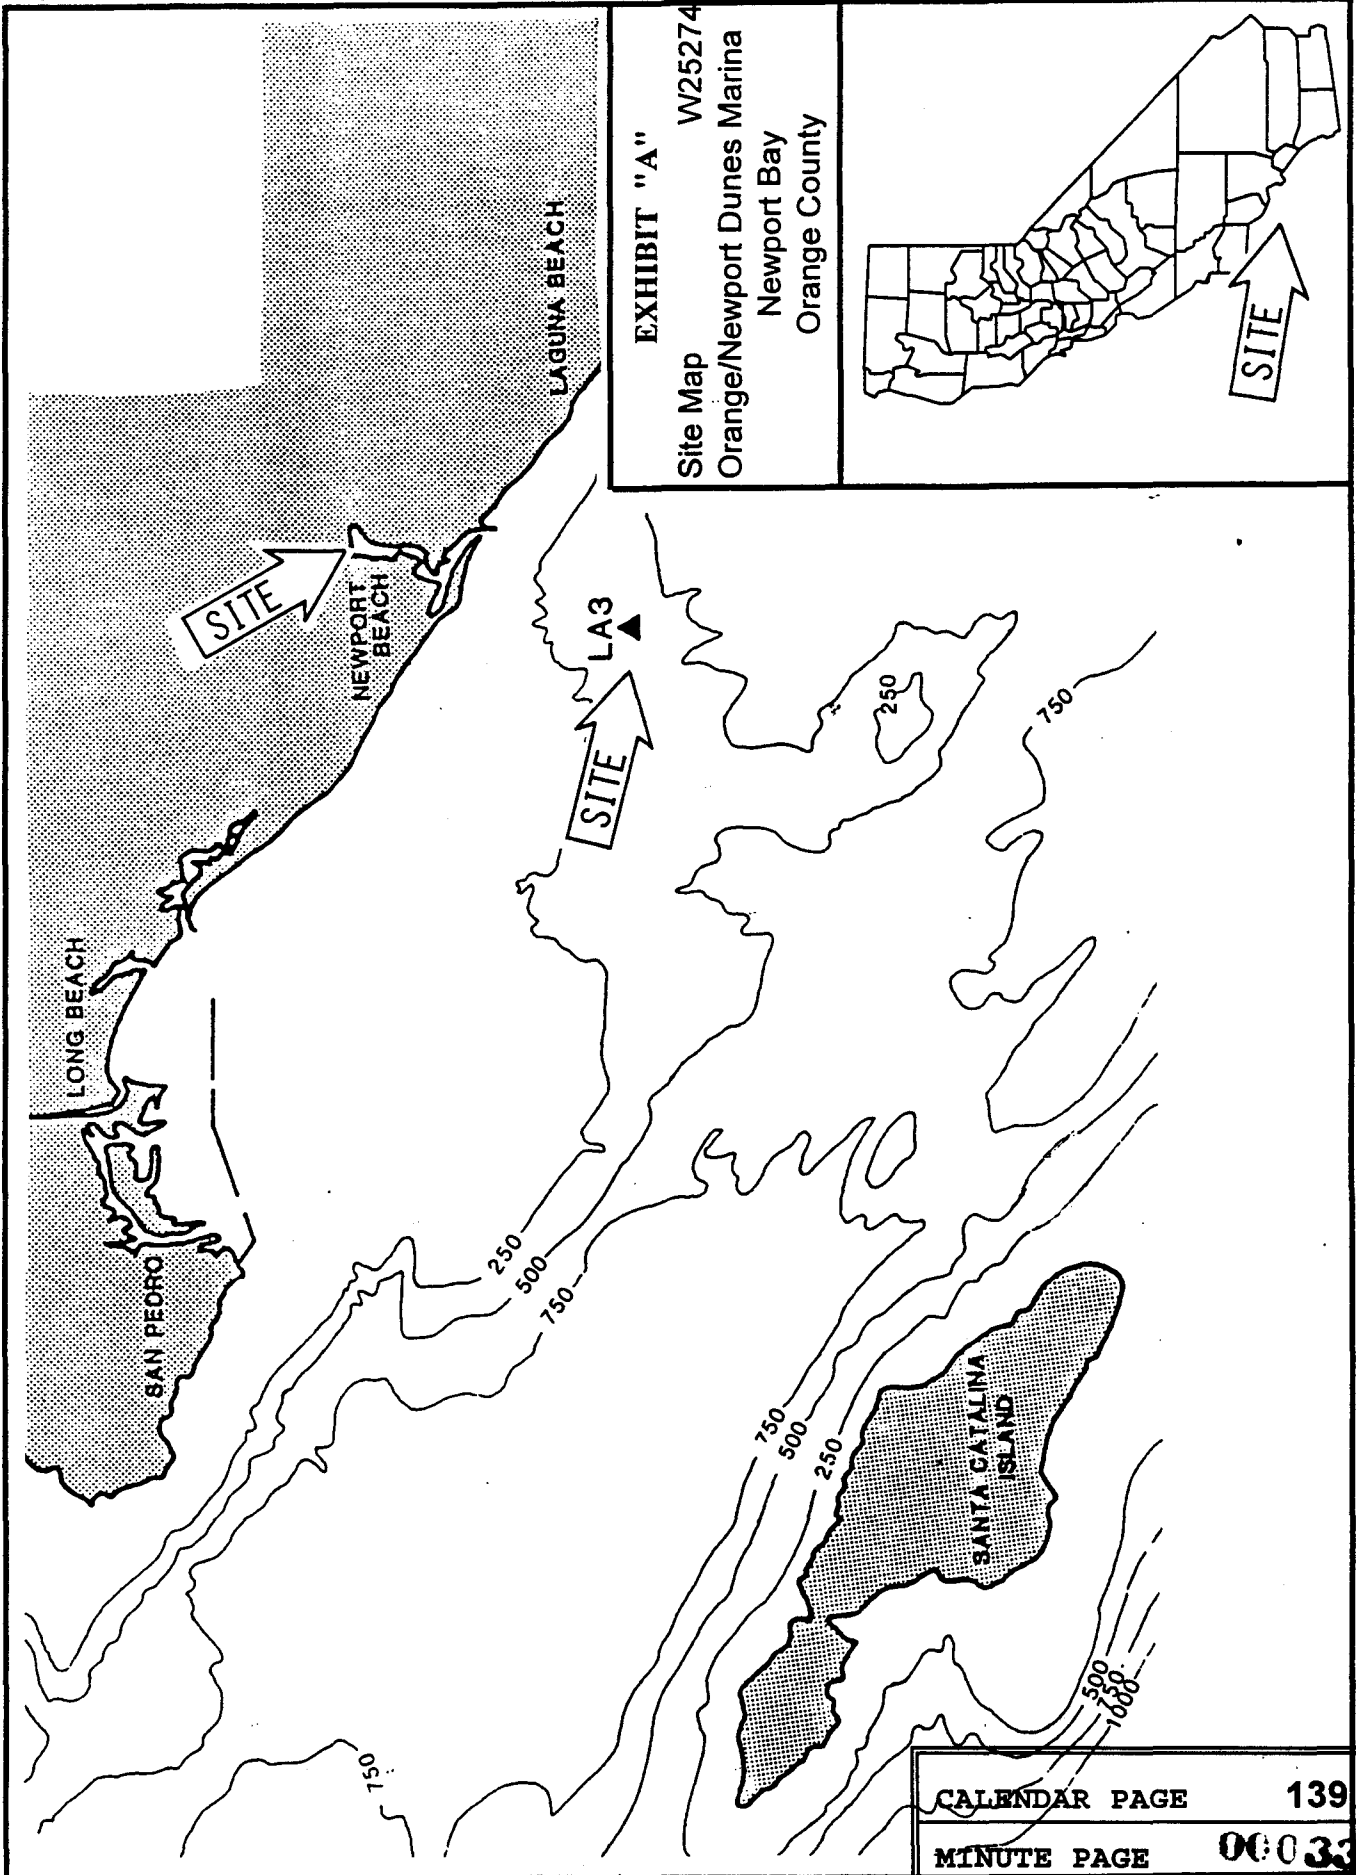 EXHIBIT "A"
Site Map W25274
Orange/Newport Dunes Marina
Newport Bay
Orange County
SITE
SAN PEDRO
LONG BEACH
NEWPORT
BEACH
SITE
LAGUNA BEACH
LA3
SITE
250
500
750
250
750
750
750
500
250
SANTA CATALINA
ISLAND
500
750
1000
CALENDAR PAGE 139
MINUTE PAGE